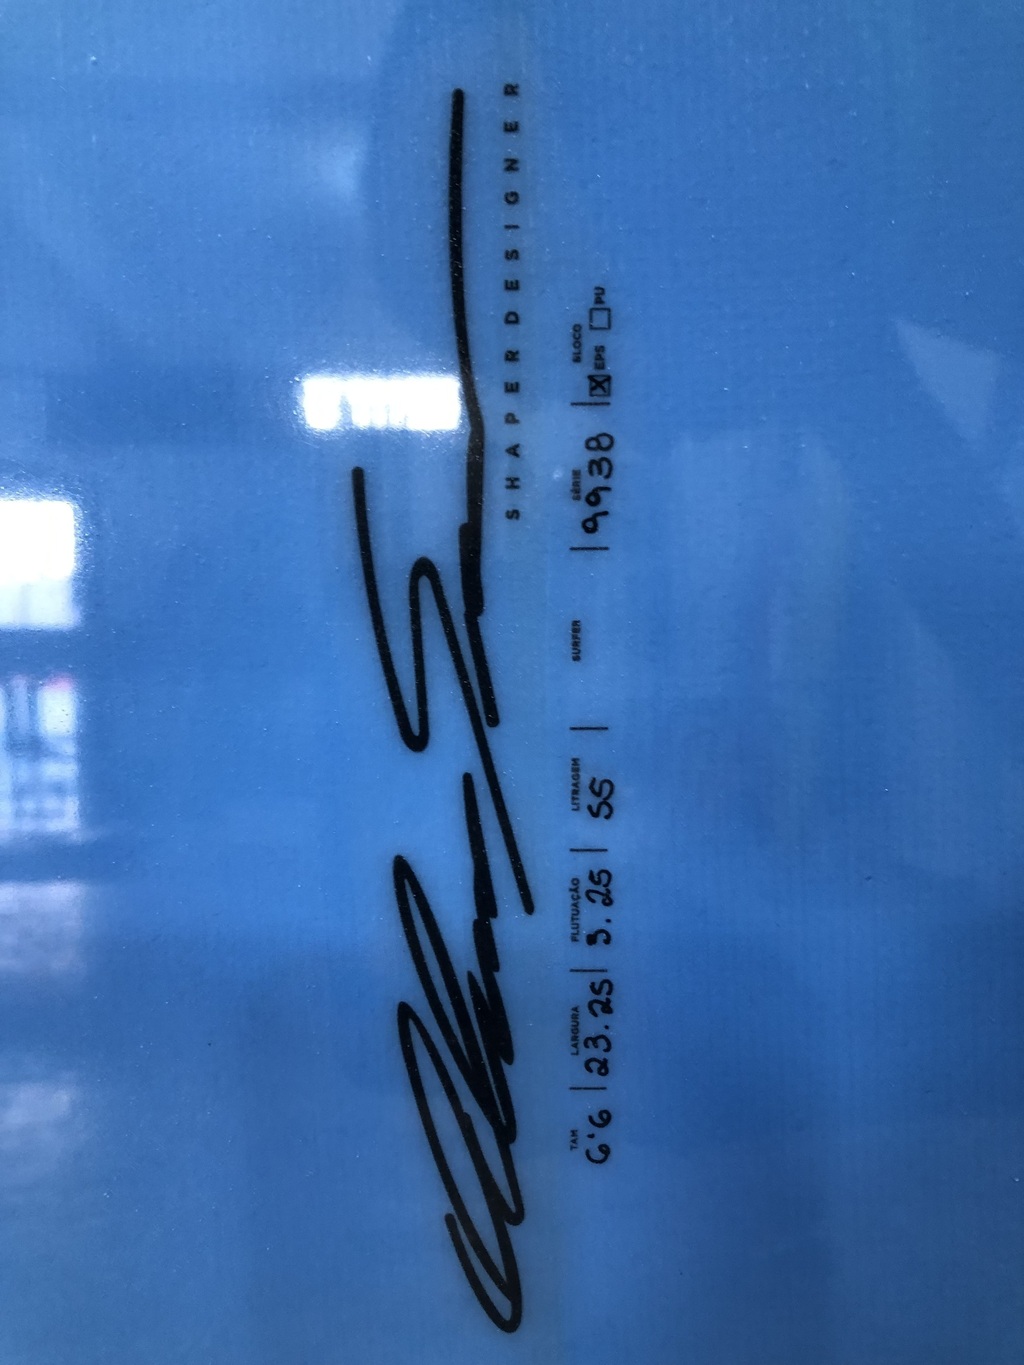 SHAPER DESIGNER
TAM LARGURA FLUTUAÇÃO LITRAGEM SURFER SÉRIE BLOCO
6'6 | 23.25 | 3.25 | 55 | | 9938 | ☒ EPS ☐ PU